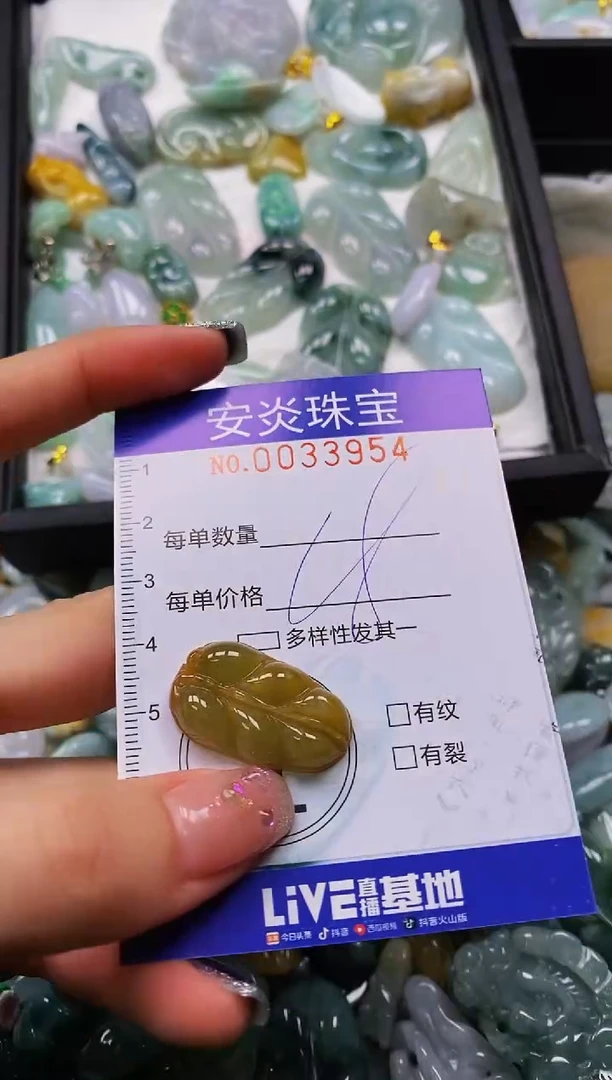 安炎珠宝
NO.0033954
1
2
每单数量
3
每单价格
4
多样性发其一
5
有纹
有裂
LiVE直播基地
今日头条 抖音 西瓜视频 抖音火山版